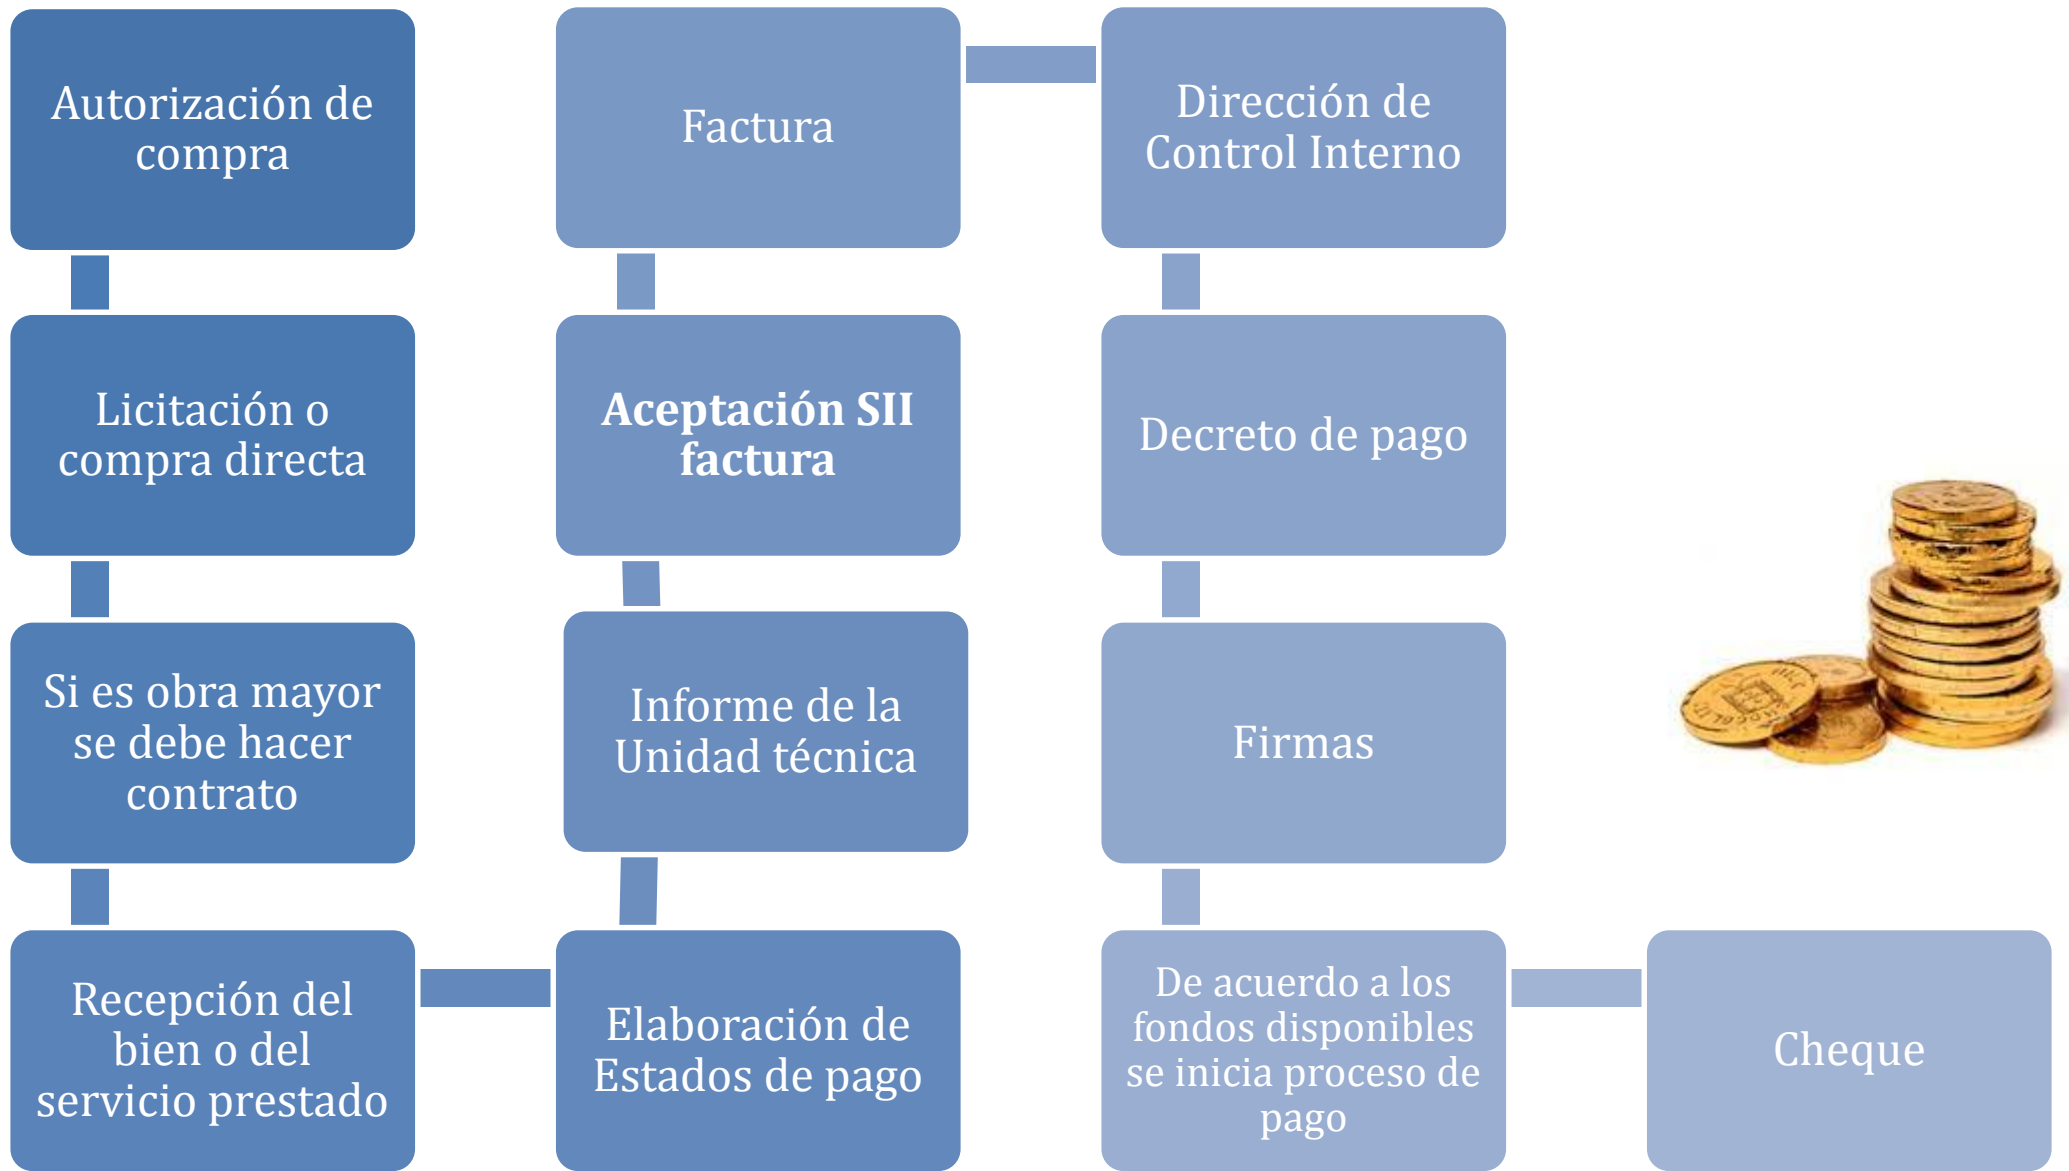 Autorización de
compra
Licitación o
compra directa
Si es obra mayor
se debe hacer
contrato
Recepción del
bien o del
servicio prestado
Elaboración de
Estados de pago
Informe de la
Unidad técnica
Aceptación SII
factura
Factura
Dirección de
Control Interno
Decreto de pago
Firmas
De acuerdo a los
fondos disponibles
se inicia proceso de
pago
Cheque